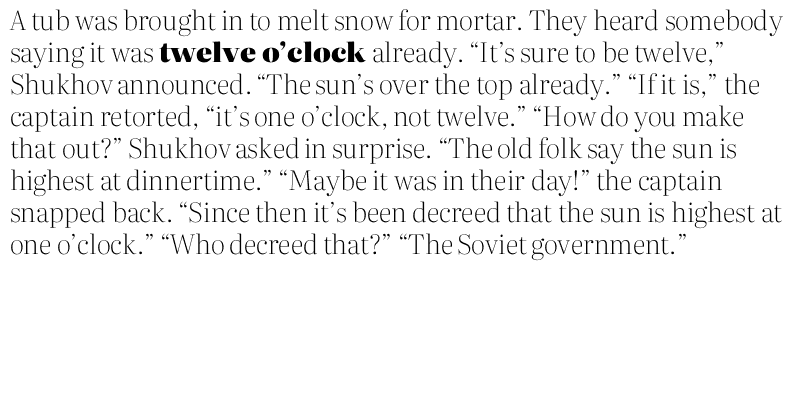 A tub was brought in to melt snow for mortar. They heard somebody
saying it was twelve o’clock already. “It’s sure to be twelve,”
Shukhov announced. “The sun’s over the top already.” “If it is,” the
captain retorted, “it’s one o’clock, not twelve.” “How do you make
that out?” Shukhov asked in surprise. “The old folk say the sun is
highest at dinnertime.” “Maybe it was in their day!” the captain
snapped back. “Since then it’s been decreed that the sun is highest at
one o’clock.” “Who decreed that?” “The Soviet government.”